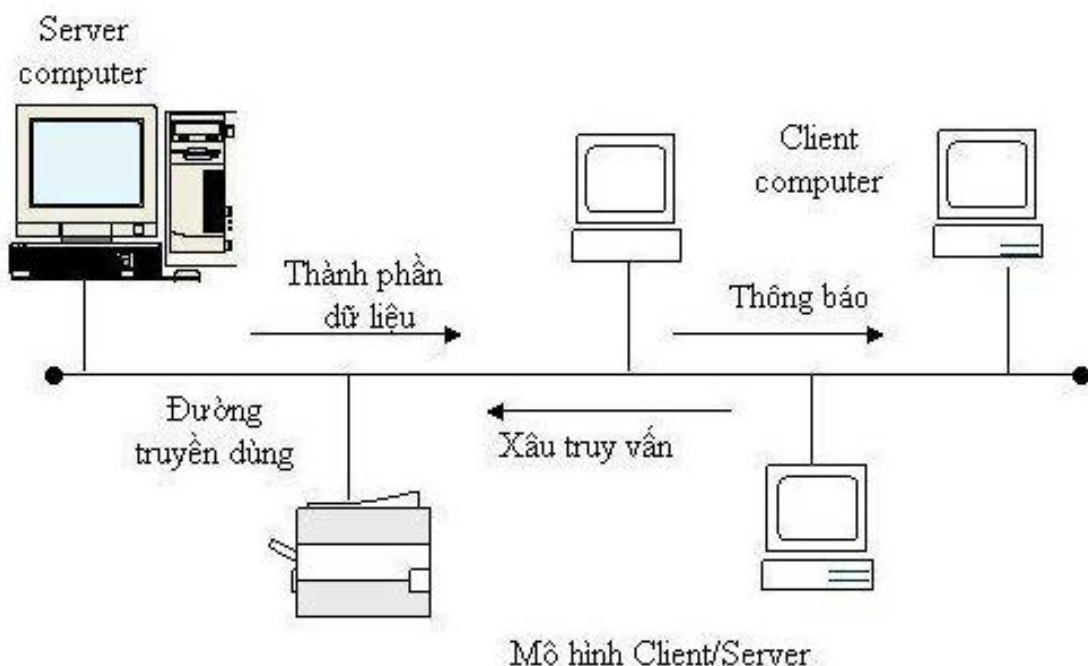 Server
computer
Client
computer
Thành phần
dữ liệu
Thông báo
Đường
truyền dùng
Xâu truy vấn
Mô hình Client/Server